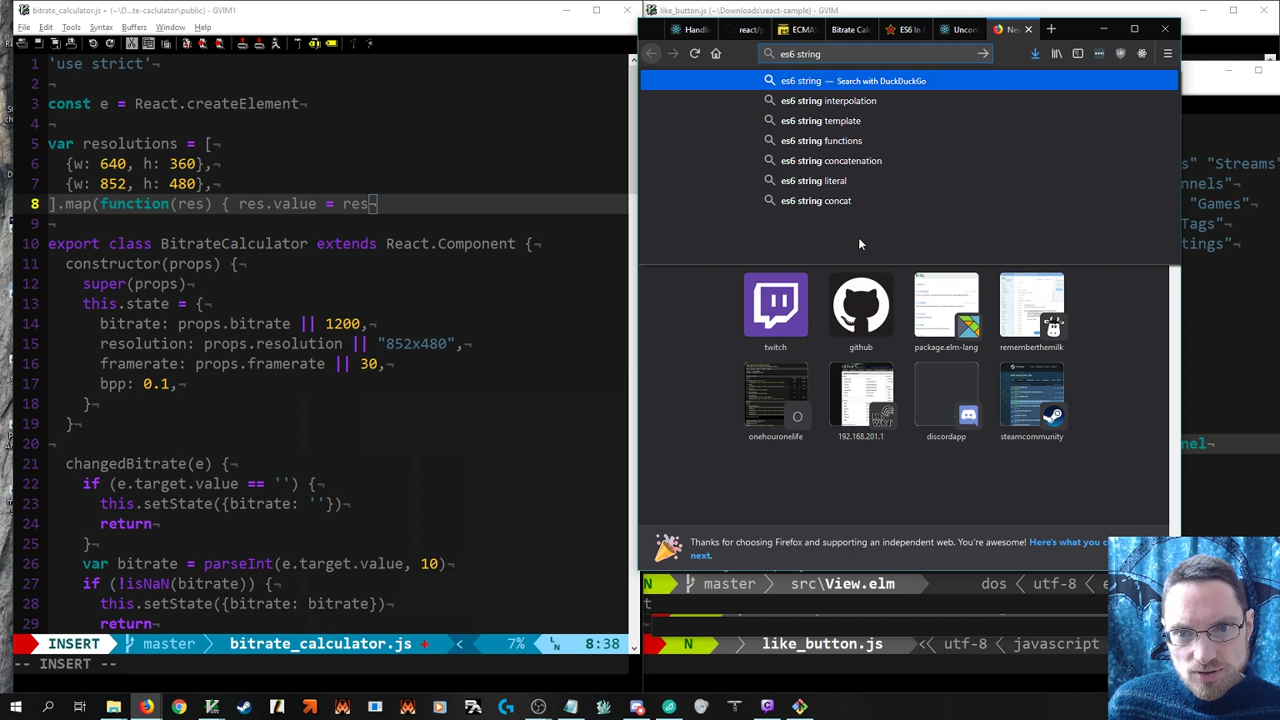 bitrate_calculator.js + (~\D...te-caclulator\public) - GVIM1
File Edit Tools Syntax Buffers Window Help
1 'use strict'¬
2 ¬
3 const e = React.createElement¬
4 ¬
5 var resolutions = [¬
6 {w: 640, h: 360},¬
7 {w: 852, h: 480},¬
8 ].map(function(res) { res.value = res¬
9 ¬
10 export class BitrateCalculator extends React.Component {¬
11 constructor(props) {¬
12 super(props)¬
13 this.state = {¬
14 bitrate: props.bitrate || 1200,¬
15 resolution: props.resolution || "852x480",¬
16 framerate: props.framerate || 30,¬
17 bpp: 0.1,¬
18 }¬
19 }¬
20 ¬
21 changedBitrate(e) {¬
22 if (e.target.value == '') {¬
23 this.setState({bitrate: ''})¬
24 return¬
25 }¬
26 var bitrate = parseInt(e.target.value, 10)¬
27 if (!isNaN(bitrate)) {¬
28 this.setState({bitrate: bitrate})¬
29 return¬
INSERT master bitrate_calculator.js + < 7% 8:38
-- INSERT --
like_button.js (~\Downloads\react-sample) - GVIM
Handl react/ ECMAS Bitrate Cal ES6 In Uncon Ne
es6 string
es6 string — Search with DuckDuckGo
es6 string interpolation
es6 string template
es6 string functions
es6 string concatenation
es6 string literal
es6 string concat
twitch github package.elm-lang rememberthemilk
onehouronelife 192.168.201.1 discordapp steamcommunity
Thanks for choosing Firefox and supporting an independent web. You're awesome! Here's what you c
next.
s" "Streams"
nnels"
"Games"
Tags"
tings"
nel¬
N master src\View.elm dos < utf-8 < e
t
N like_button.js << utf-8 < javascript